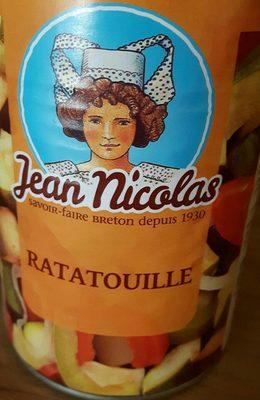 Jean Nicolas
SAVOIR-FAIRE BRETON DEPUIS 1930
RATATOUILLE